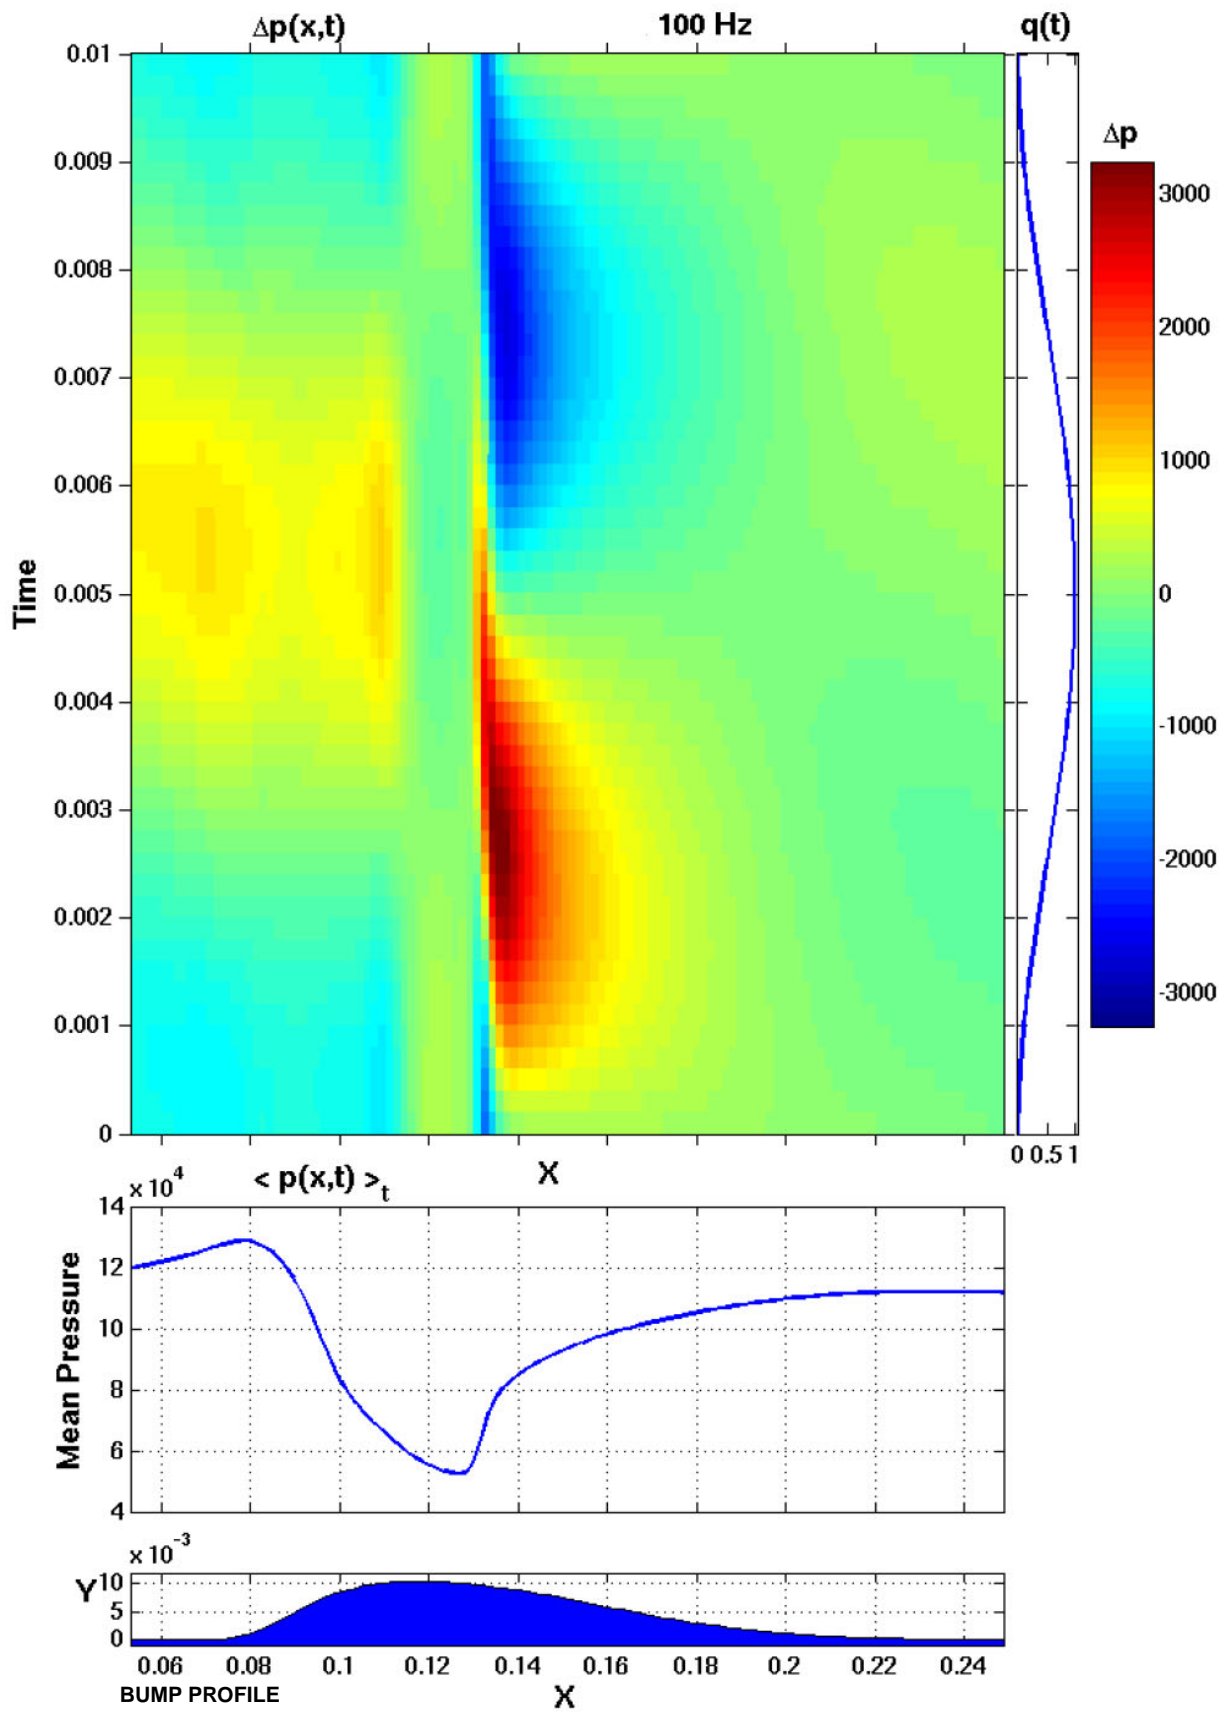 Δp(x,t) 100 Hz q(t)
0.01
Δp
3000
0.009
0.008
2000
0.007
1000
0.006
Time
0.005
0
0.004
-1000
0.003
-2000
0.002
-3000
0.001
0
0 0.5 1
X
x 10^4 < p(x,t) >_t
14
12
10
8
6
4
Mean Pressure
x 10^-3
Y
10
5
0
0.06 0.08 0.1 0.12 0.14 0.16 0.18 0.2 0.22 0.24
BUMP PROFILE X